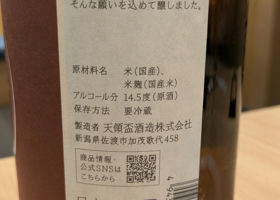 そんな願いを込めて醸しました。
原材料名 米(国産)、
米麹(国産米)
アルコール分 14.5度(原酒)
保存方法 要冷蔵
製造者 天領盃酒造株式会社
新潟県佐渡市加茂歌代458
商品情報・
公式SNSは
こちらから